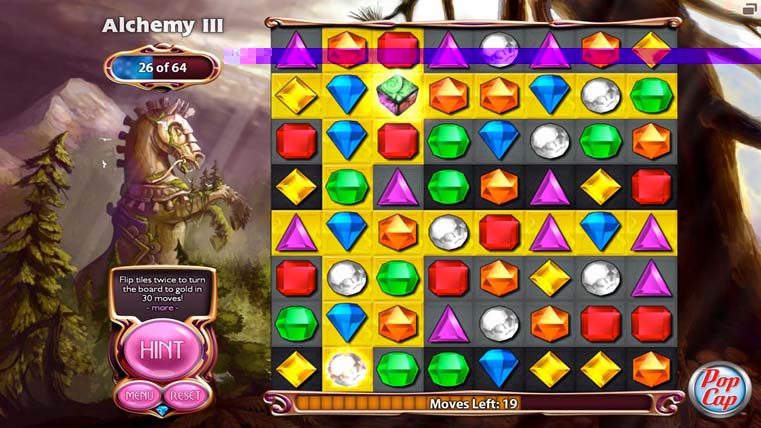 Alchemy III
26 of 64
Flip tiles twice to turn
the board to gold in
30 moves!
- more -
HINT
MENU
RESET
Moves Left: 19
Pop
Cap